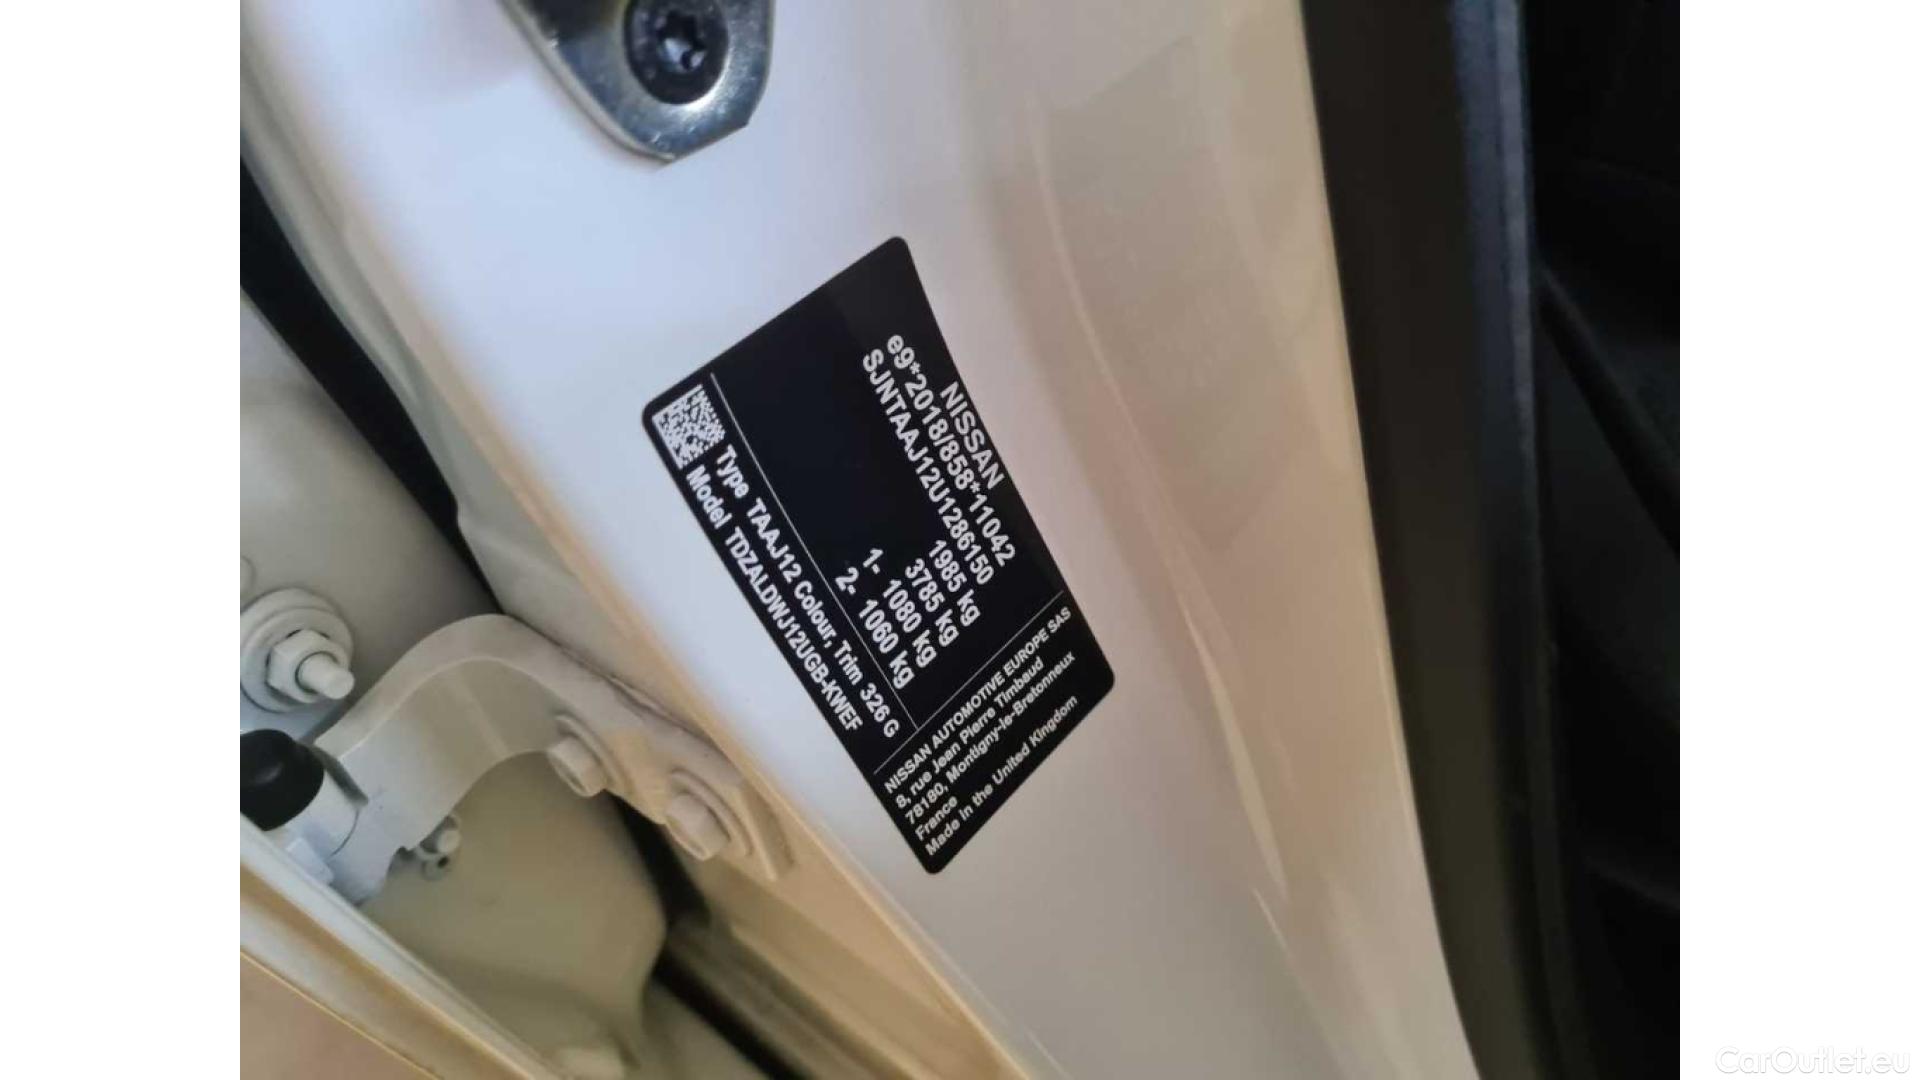 NISSAN
e9*2018/858*11042
SJNTAAJ12U1286150
1985 kg
3785 kg
1- 1080 kg
2- 1060 kg
Type TAAJ12 Colour, Trim 326 G
Model TDZALDWJ12UGB-KWEF
NISSAN AUTOMOTIVE EUROPE SAS
8, rue Jean Pierre Timbaud
78180, Montigny-le-Bretonneux
France
Made in the United Kingdom
CarOutlet.eu